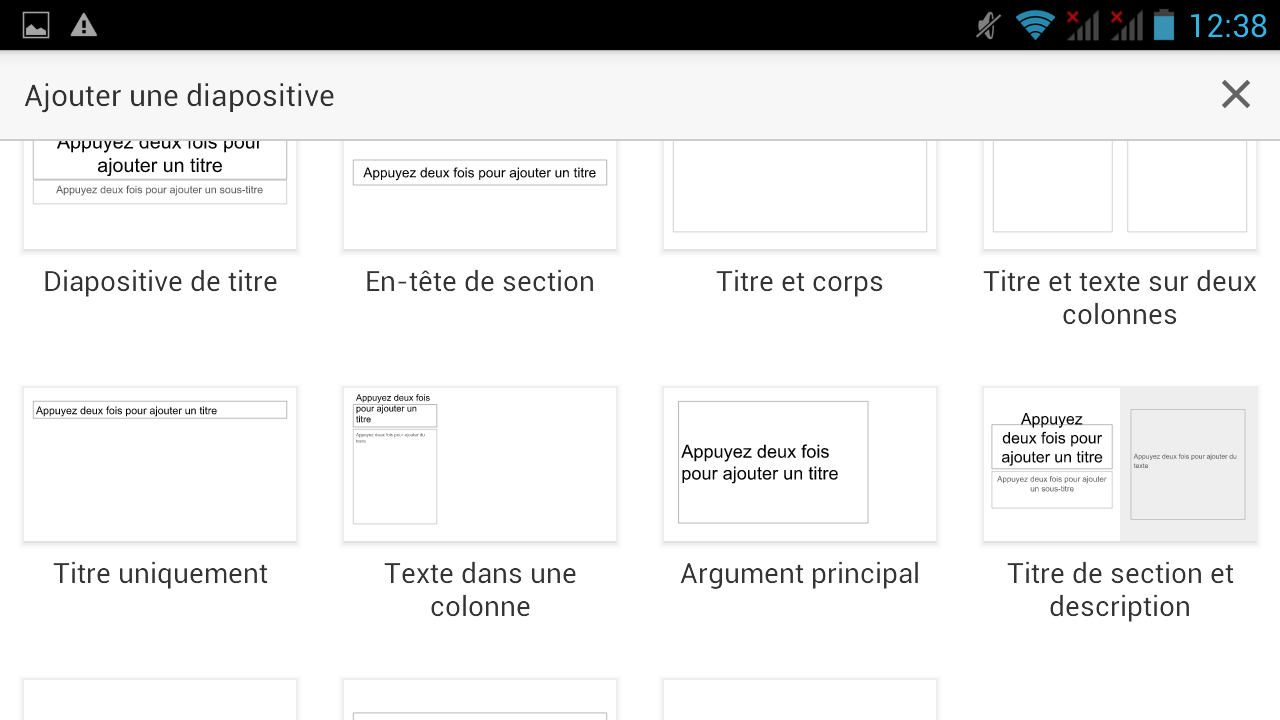 12:38
Ajouter une diapositive
Appuyez deux fois pour
ajouter un titre
Appuyez deux fois pour ajouter un sous-titre
Appuyez deux fois pour ajouter un titre
Diapositive de titre
En-tête de section
Titre et corps
Titre et texte sur deux
colonnes
Appuyez deux fois pour ajouter un titre
Appuyez deux fois
pour ajouter un
titre
Appuyez deux fois pour ajouter du
texte
Appuyez deux fois
pour ajouter un titre
Appuyez
deux fois pour
ajouter un titre
Appuyez deux fois pour ajouter
un sous-titre
Appuyez deux fois pour ajouter du
texte
Titre uniquement
Texte dans une
colonne
Argument principal
Titre de section et
description